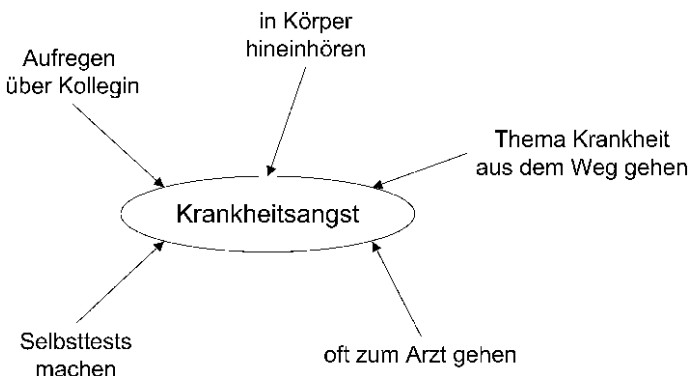 in Körper
hineinhören
Aufregen
über Kollegin
Thema Krankheit
aus dem Weg gehen
Krankheitsangst
Selbsttests
machen
oft zum Arzt gehen